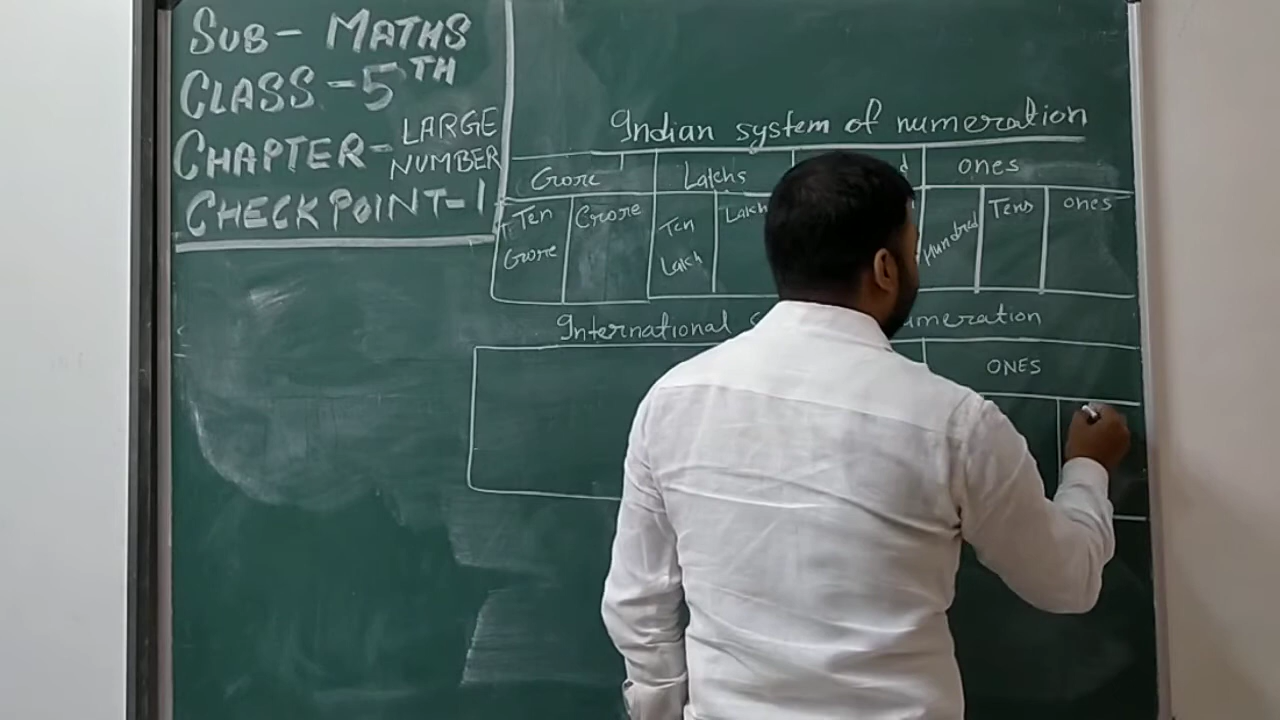 SUB- MATHS
CLASS-5TH
CHAPTER- LARGE NUMBER
CHECKPOINT-1
Indian system of numeration
Crore Lakhs ones
Ten Crore Crore Ten Lakh Lakh Hundred Tens ones
International
ONES